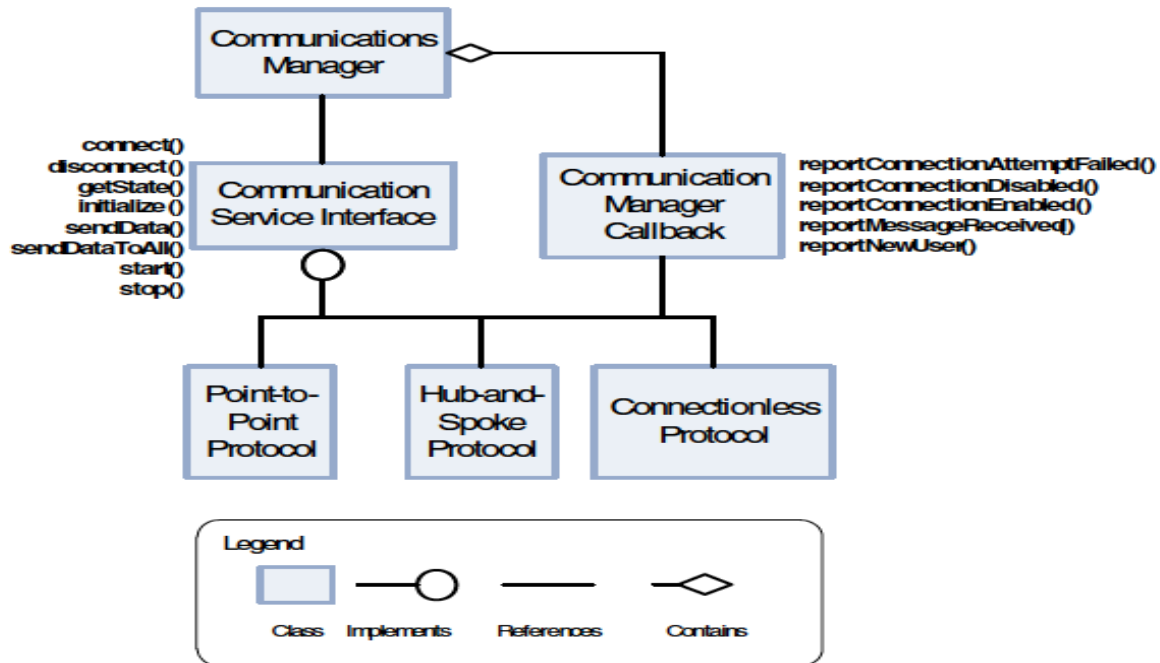 Communications
Manager
connect()
disconnect()
getState()
initialize ()
sendData()
sendDataToAll()
start()
stop()
Communication
Service Interface
Communication
Manager
Callback
reportConnectionAttemptFailed()
reportConnectionDisabled()
reportConnectionEnabled()
reportMessageReceived()
reportNewUser()
Point-to-
Point
Protocol
Hub-and-
Spoke
Protocol
Connectionless
Protocol
Legend
Class Implements References Contains